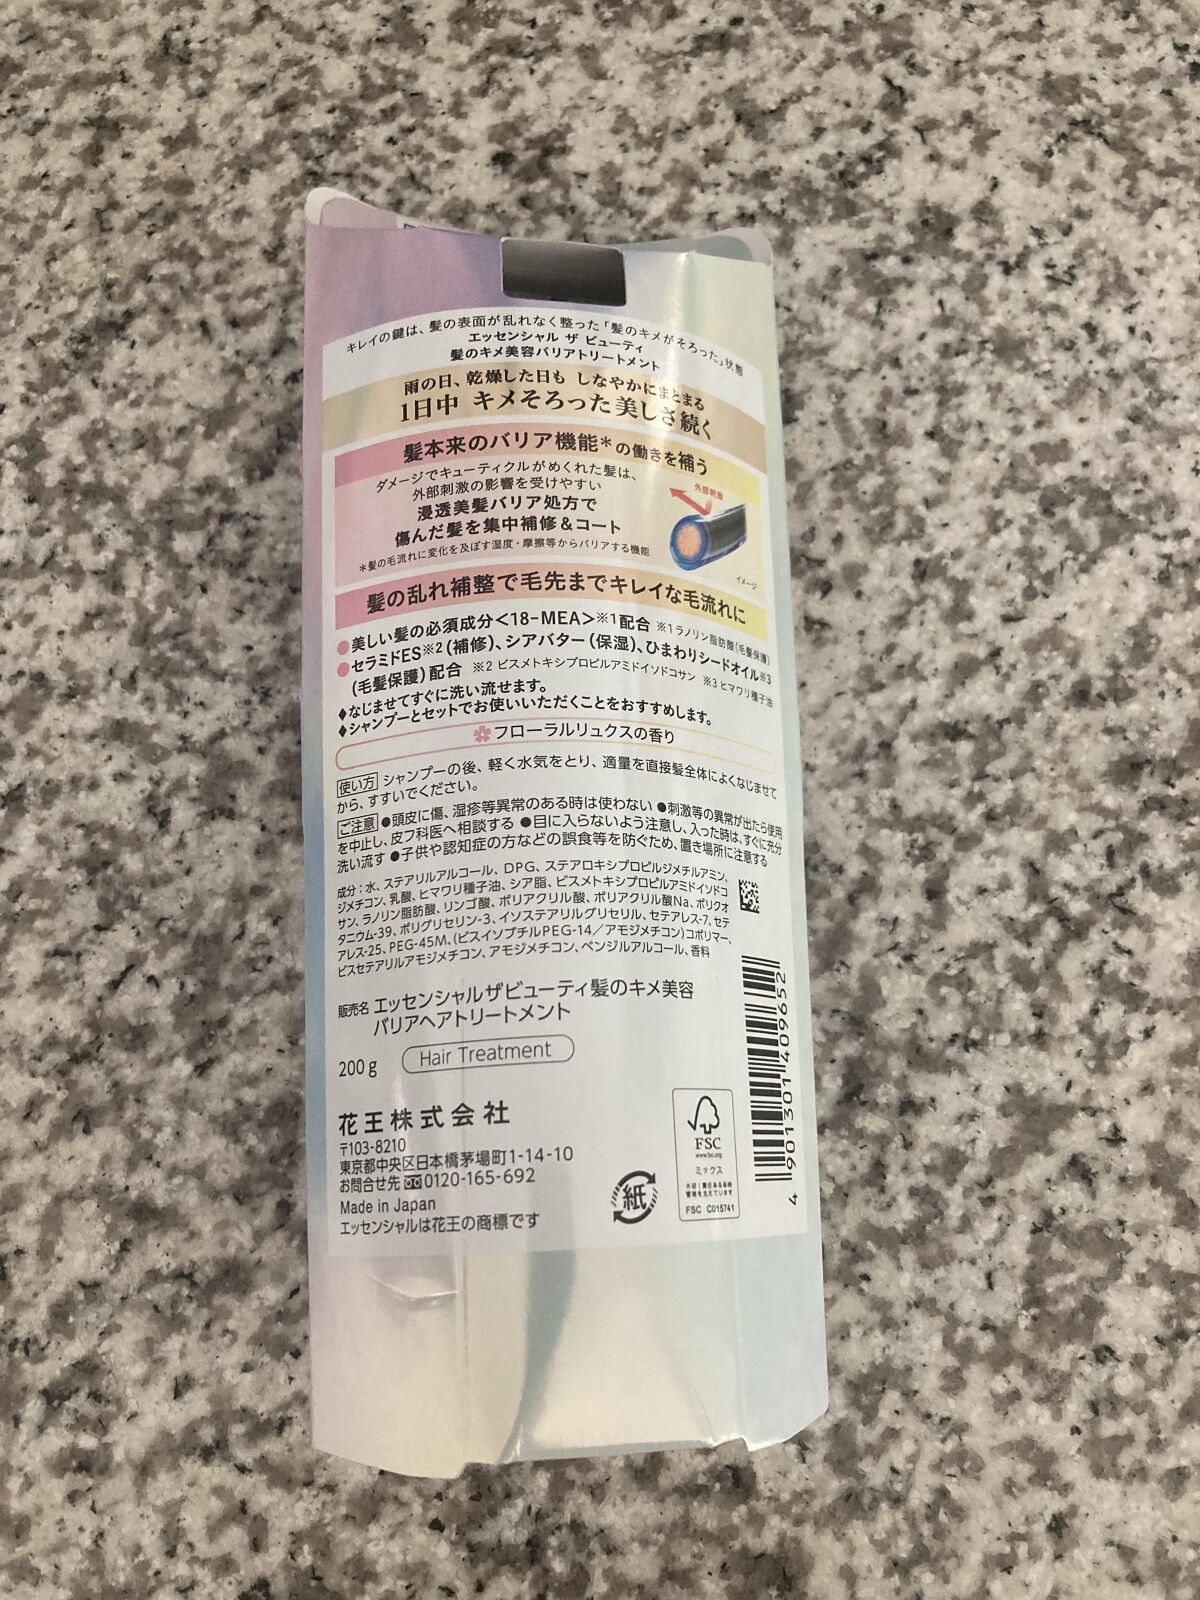 キレイの鍵は、髪の表面が乱れなく整った「髪のキメがそろった」状態
エッセンシャル ザ ビューティ
髪のキメ美容バリアトリートメント
雨の日、乾燥した日も しなやかにまとまる
1日中 キメそろった美しさ続く
髪本来のバリア機能*の働きを補う
ダメージでキューティクルがめくれた髪は、
外部刺激の影響を受けやすい
浸透美髪バリア処方で
傷んだ髪を集中補修&コート
*髪の毛流れに変化を及ぼす湿度・摩擦等からバリアする機能
外部刺激
イメージ
髪の乱れ補整で毛先までキレイな毛流れに
●美しい髪の必須成分<18-MEA>※1配合 ※1 ラノリン脂肪酸(毛髪保護)
●セラミドES※2(補修)、シアバター(保湿)、ひまわりシードオイル※3
(毛髪保護)配合 ※2 ビスメトキシプロピルアミドイソドコサン ※3 ヒマワリ種子油
♦なじませてすぐに洗い流せます。
♦シャンプーとセットでお使いいただくことをおすすめします。
フローラルリュクスの香り
使い方 シャンプーの後、軽く水気をとり、適量を直接髪全体によくなじませて
から、すすいでください。
ご注意 ●頭皮に傷、湿疹等異常のある時は使わない ●刺激等の異常が出たら使用
を中止し、皮フ科医へ相談する ●目に入らないよう注意し、入った時は、すぐに充分
洗い流す ●子供や認知症の方などの誤食等を防ぐため、置き場所に注意する
成分:水、ステアリルアルコール、DPG、ステアロキシプロピルジメチルアミン、
ジメチコン、乳酸、ヒマワリ種子油、シア脂、ビスメトキシプロピルアミドイソドコ
サン、ラノリン脂肪酸、リンゴ酸、ポリアクリル酸、ポリアクリル酸Na、ポリクオ
タニウム-39、ポリグリセリン-3、イソステアリルグリセリル、セテアレス-7、セテ
アレス-25、PEG-45M、(ビスイソブチルPEG-14/アモジメチコン)コポリマー、
ビスセテアリルアモジメチコン、アモジメチコン、ベンジルアルコール、香料
販売名 エッセンシャルザビューティ髪のキメ美容
バリアヘアトリートメント
200g Hair Treatment
花王株式会社
〒103-8210
東京都中央区日本橋茅場町1-14-10
お問合せ先 0120-165-692
Made in Japan
エッセンシャルは花王の商標です
紙
FSC
www.fsc.org
ミックス
木材|責任ある森林
管理を支えています
FSC C015741
4 901301 409652